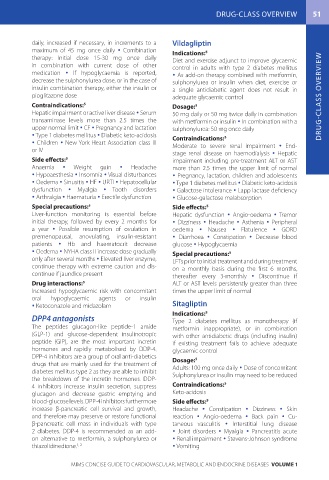 DRUG-CLASS OVERVIEW 51
daily, increased if necessary, in increments to a
maximum of 45 mg once daily • Combination
therapy: Initial dose 15-30 mg once daily
in combination with current dose of other
medication • If hypoglycaemia is reported,
decrease the sulphonylurea dose, or in the case of
insulin combination therapy, either the insulin or
pioglitazone dose
Contraindications:
Hepatic impairment or active liver disease • Serum
transaminase levels more than 2.5 times the
upper normal limit • CF • Pregnancy and lactation
• Type 1 diabetes mellitus • Diabetic keto-acidosis
• Children • New York Heart Association class III
or IV
Side effects:
Anaemia • Weight gain • Headache
• Hypoaesthesia • Insomnia • Visual disturbances
• Oedema • Sinusitis • HF • URTI • Hepatocellular
dysfunction • Myalgia • Tooth disorders
• Arthralgia • Haematuria • Erectile dysfunction
Special precautions:
Liver-function monitoring is essential before
initial therapy, followed by every 2 months for
a year • Possible resumption of ovulation in
premenopausal, anovulating, insulin-resistant
patients • Hb and haematocrit decrease
• Oedema • NYHA class II increase dose gradually
only after several months • Elevated liver enzyme,
continue therapy with extreme caution and dis-
continue if jaundice present
Drug interactions:
Increased hypoglycaemic risk with concomitant
oral hypoglycaemic agents or insulin
• Ketoconazole and midazolam
DPP4 antagonists
The peptides glucagon-like peptide-1 amide
(GLP-1) and glucose-dependent insulinotropic
peptide (GIP), are the most important incretin
hormones and rapidly metabolised by DDP-4.
DPP-4 inhibitors are a group of oral anti-diabetics
drugs that are mainly used for the treatment of
diabetes mellitus type 2 as they are able to inhibit
the breakdown of the incretin hormones. DDP-
4 inhibitors increase insulin secretion, suppress
glucagon and decrease gastric emptying and
blood-glucose levels. DPP-4 inhibitors furthermore
increase β-pancreatic cell survival and growth,
and therefore may preserve or restore functional
β-pancreatic cell mass in individuals with type
2 diabetes. DDP-4 is recommended as an add-
on alternative to metformin, a sulphonylurea or
thiazolidinedione.
Vildagliptin
Indications:
Diet and exercise adjunct to improve glycaemic
control in adults with type 2 diabetes mellitus
• As add-on therapy combined with metformin,
sulphonylurea or insulin when diet, exercise or
a single antidiabetic agent does not result in
adequate glycaemic control
Dosage:
50 mg daily or 50 mg twice daily in combination
with metformin or insulin • In combination with a
sulphonylurea: 50 mg once daily
Contraindications:
Moderate to severe renal impairment • End-
stage renal disease on haemodialysis • Hepatic
impairment including pre-treatment ALT or AST
more than 2.5 times the upper limit of normal
• Pregnancy, lactation, children and adolescents
• Type 1 diabetes mellitus • Diabetic keto-acidosis
• Galactose intolerance • Lapp lactase deficiency
• Glucose-galactose malabsorption
Side effects:
Hepatic dysfunction • Angio-oedema • Tremor
• Dizziness • Headache • Asthenia • Peripheral
oedema • Nausea • Flatulence • GORD
• Diarrhoea • Constipation • Decrease blood
glucose • Hypoglycaemia
Special precautions:
LFTs prior to initial treatment and during treatment
on a monthly basis during the first 6 months,
thereafter every 3-monthly • Discontinue if
ALT or AST levels persistently greater than three
times the upper limit of normal
Sitagliptin
Indications:
Type 2 diabetes mellitus as monotherapy (if
metformin inappropriate), or in combination
with other antidiabetic drugs (including insulin)
if existing treatment fails to achieve adequate
glycaemic control
Dosage:
Adults: 100 mg once daily • Dose of concomitant
Sulphonylurea or insulin may need to be reduced
Contraindications:
Keto-acidosis
Side effects:
Headache • Constipation • Dizziness • Skin
reaction • Angio-oedema • Back pain • Cu-
taneous vasculitis • Interstitial lung disease
• Joint disorders • Myalgia • Pancreatitis acute
• Renal impairment • Stevens-Johnson syndrome
• Vomiting
DRUG-CLASS OVERVIEW
MIMS CONCISE GUIDE TO CARDIOVASCULAR, METABOLIC AND ENDOCRINE DISEASES VOLUME 1